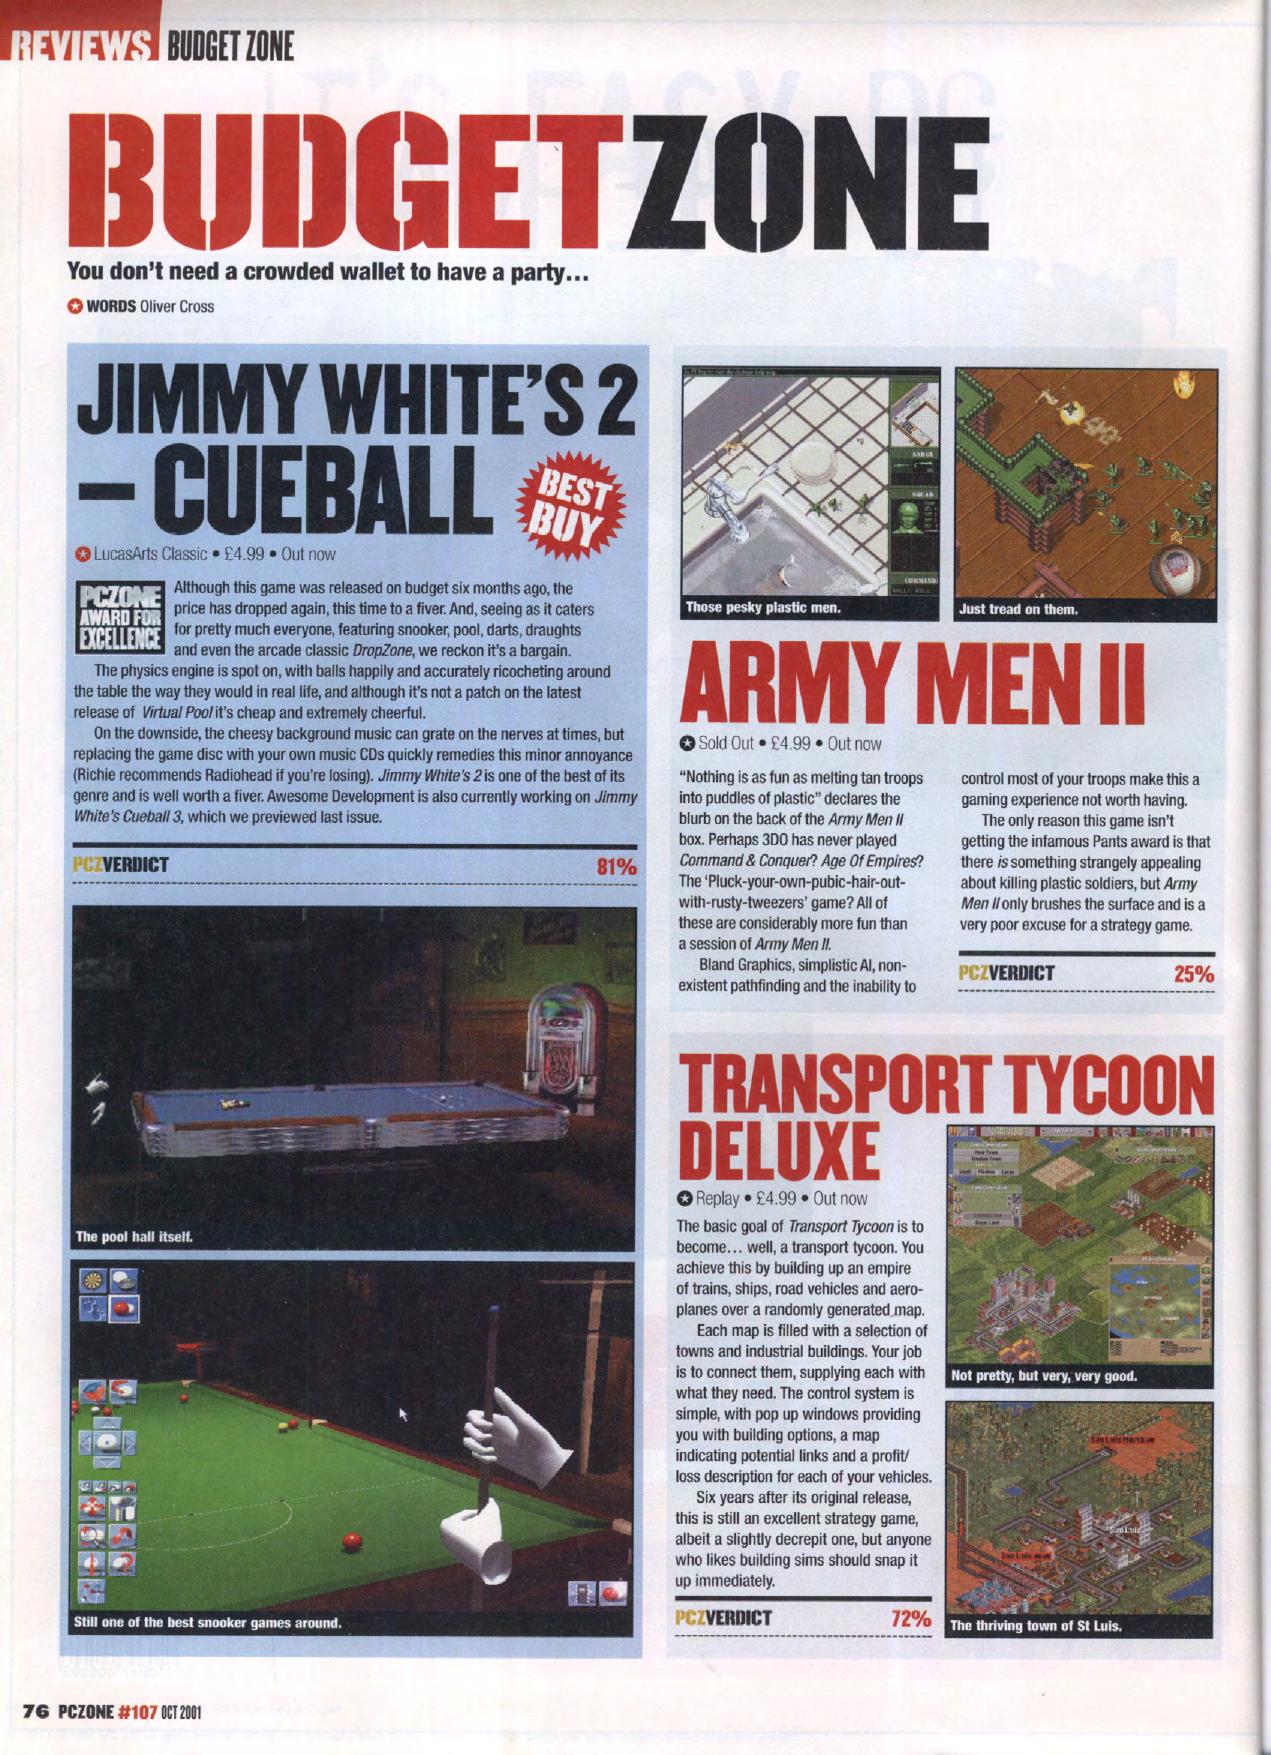 REVIEWS BUDGET ZONE
BUDGETZONE
You don't need a crowded wallet to have a party...
WORDS Oliver Cross
JIMMY WHITE'S 2
– CUEBALL
BEST
BUY
LucasArts Classic • £4.99 • Out now
PCZONE
AWARD FOR
EXCELLENCE
Although this game was released on budget six months ago, the
price has dropped again, this time to a fiver. And, seeing as it caters
for pretty much everyone, featuring snooker, pool, darts, draughts
and even the arcade classic DropZone, we reckon it's a bargain.
The physics engine is spot on, with balls happily and accurately ricocheting around
the table the way they would in real life, and although it's not a patch on the latest
release of Virtual Pool it's cheap and extremely cheerful.
On the downside, the cheesy background music can grate on the nerves at times, but
replacing the game disc with your own music CDs quickly remedies this minor annoyance
(Richie recommends Radiohead if you're losing). Jimmy White's 2 is one of the best of its
genre and is well worth a fiver. Awesome Development is also currently working on Jimmy
White's Cueball 3, which we previewed last issue.
PCZVERDICT 81%
The pool hall itself.
Still one of the best snooker games around.
SARGE
SQUAD
Those pesky plastic men.
Just tread on them.
ARMY MEN II
Sold Out • £4.99 • Out now
"Nothing is as fun as melting tan troops
into puddles of plastic" declares the
blurb on the back of the Army Men II
box. Perhaps 3DO has never played
Command & Conquer? Age Of Empires?
The 'Pluck-your-own-pubic-hair-out-
with-rusty-tweezers' game? All of
these are considerably more fun than
a session of Army Men II.
Bland Graphics, simplistic AI, non-
existent pathfinding and the inability to
control most of your troops make this a
gaming experience not worth having.
The only reason this game isn't
getting the infamous Pants award is that
there is something strangely appealing
about killing plastic soldiers, but Army
Men II only brushes the surface and is a
very poor excuse for a strategy game.
PCZVERDICT 25%
TRANSPORT TYCOON
DELUXE
Replay • £4.99 • Out now
The basic goal of Transport Tycoon is to
become... well, a transport tycoon. You
achieve this by building up an empire
of trains, ships, road vehicles and aero-
planes over a randomly generated map.
Each map is filled with a selection of
towns and industrial buildings. Your job
is to connect them, supplying each with
what they need. The control system is
simple, with pop up windows providing
you with building options, a map
indicating potential links and a profit/
loss description for each of your vehicles.
Six years after its original release,
this is still an excellent strategy game,
albeit a slightly decrepit one, but anyone
who likes building sims should snap it
up immediately.
PCZVERDICT 72%
Not pretty, but very, very good.
San Luis
The thriving town of St Luis.
76 PCZONE #107 OCT 2001